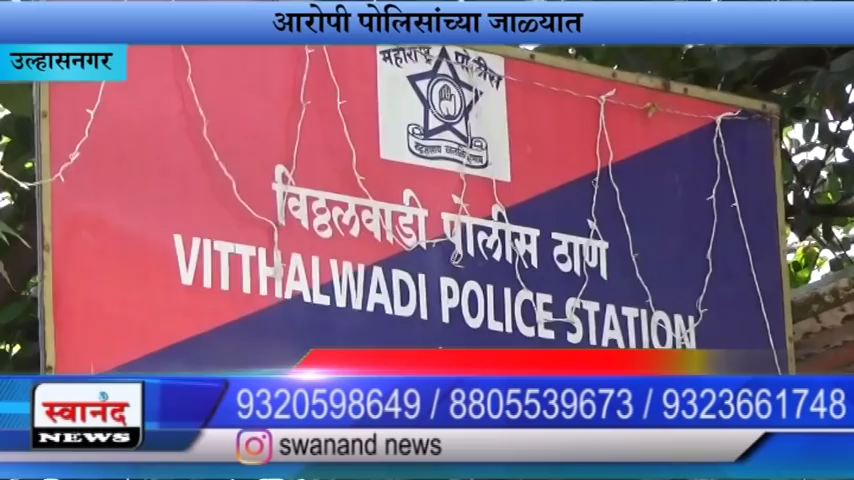 आरोपी पोलिसांच्या जाळ्यात
उल्हासनगर
महाराष्ट्र पोलीस
विठ्ठलवाडी पोलीस ठाणे
VITTHALWADI POLICE STATION
स्वानंद
NEWS
9320598649 / 8805539673 / 9323661748
swanand news